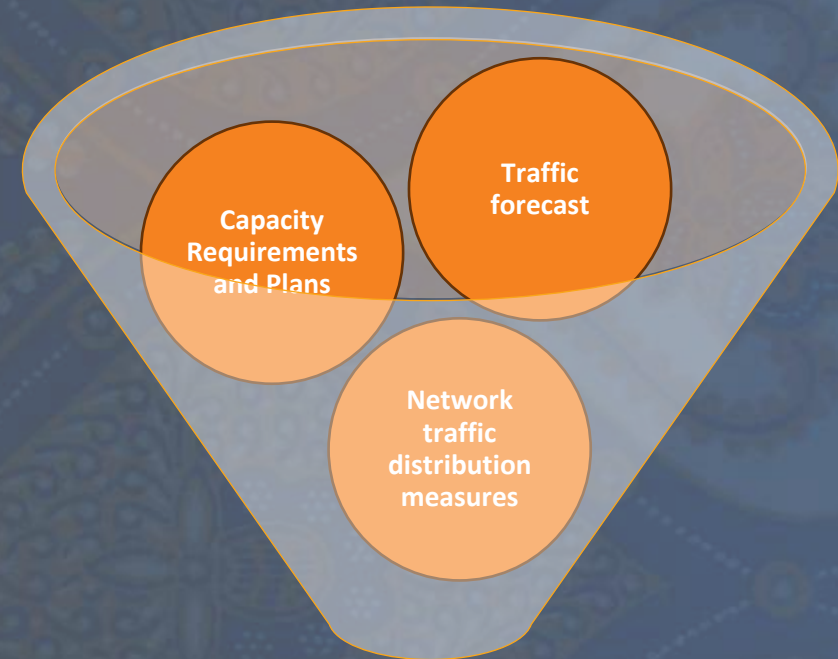 Traffic
forecast
Capacity
Requirements
and Plans
Network
traffic
distribution
measures